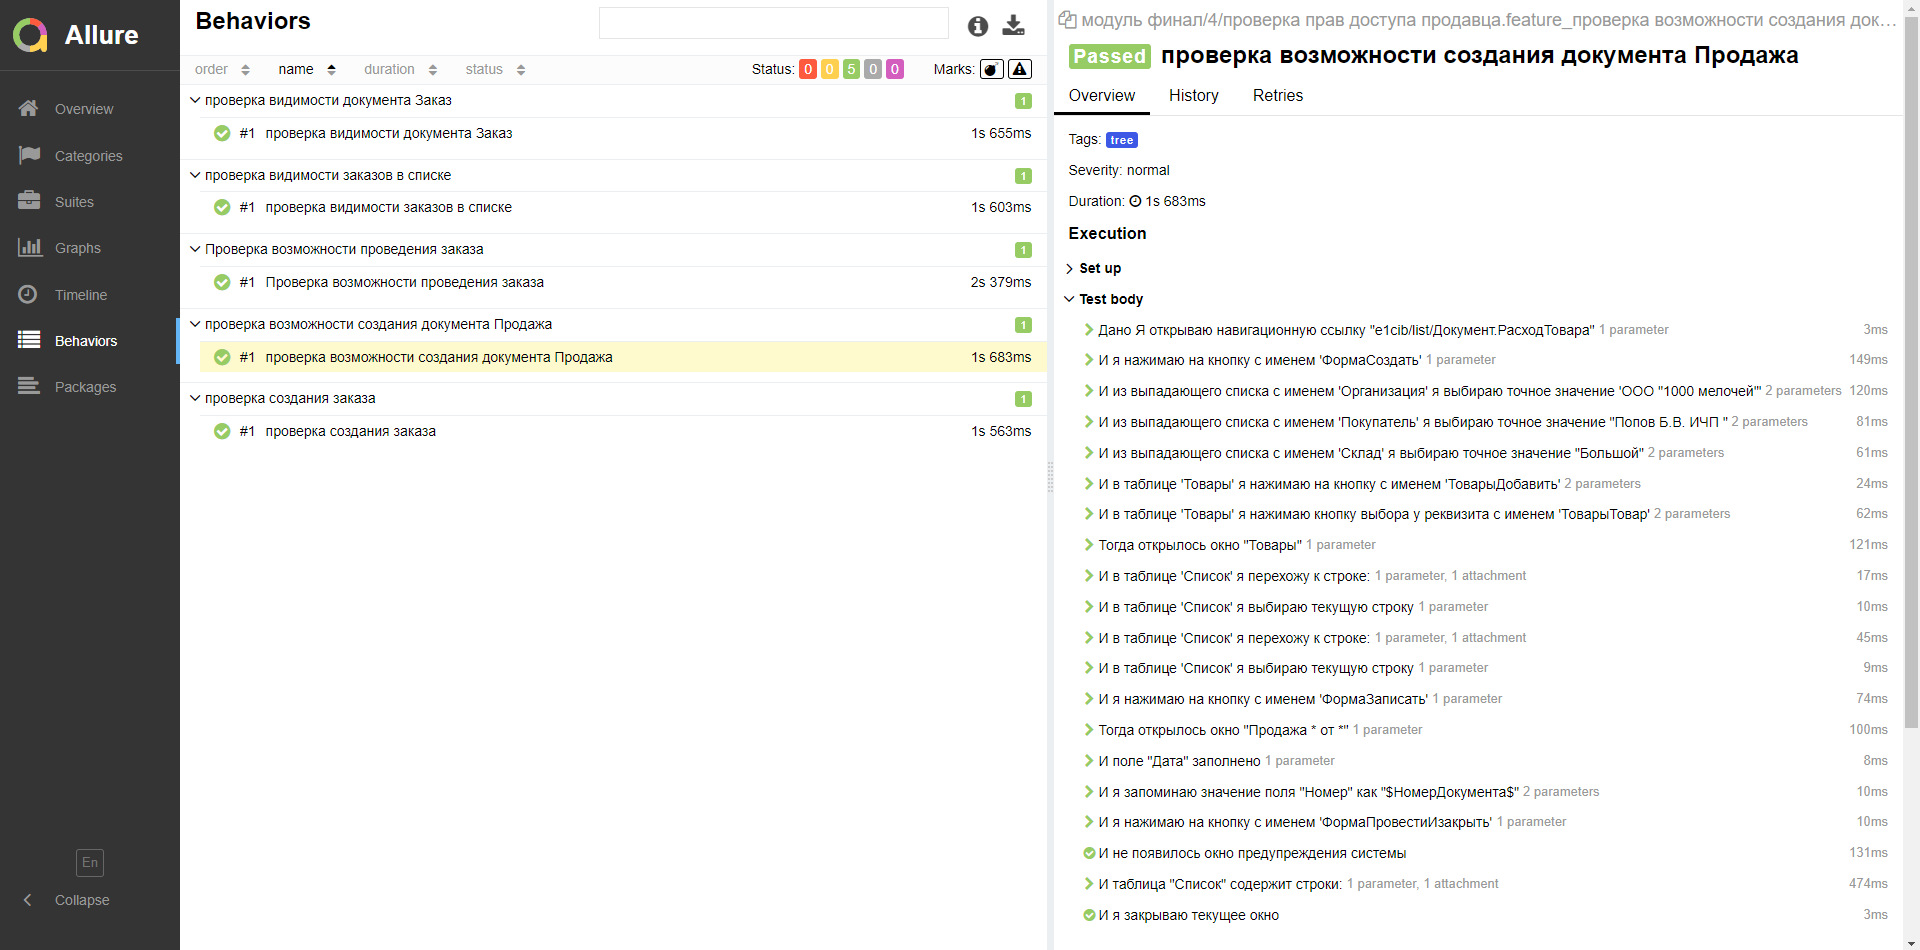 Allure
Overview
Categories
Suites
Graphs
Timeline
Behaviors
Packages
En
Collapse
Behaviors
order name duration status Status: 0 0 5 0 0 Marks:
проверка видимости документа Заказ 1
#1 проверка видимости документа Заказ 1s 655ms
проверка видимости заказов в списке 1
#1 проверка видимости заказов в списке 1s 603ms
Проверка возможности проведения заказа 1
#1 Проверка возможности проведения заказа 2s 379ms
проверка возможности создания документа Продажа 1
#1 проверка возможности создания документа Продажа 1s 683ms
проверка создания заказа 1
#1 проверка создания заказа 1s 563ms
модуль финал/4/проверка прав доступа продавца.feature_проверка возможности создания док…
Passed проверка возможности создания документа Продажа
Overview History Retries
Tags: tree
Severity: normal
Duration: 1s 683ms
Execution
Set up
Test body
Дано Я открываю навигационную ссылку "e1cib/list/Документ.РасходТовара" 1 parameter 3ms
И я нажимаю на кнопку с именем 'ФормаСоздать' 1 parameter 149ms
И из выпадающего списка с именем 'Организация' я выбираю точное значение 'ООО "1000 мелочей"' 2 parameters 120ms
И из выпадающего списка с именем 'Покупатель' я выбираю точное значение "Попов Б.В. ИЧП " 2 parameters 81ms
И из выпадающего списка с именем 'Склад' я выбираю точное значение "Большой" 2 parameters 61ms
И в таблице 'Товары' я нажимаю на кнопку с именем 'ТоварыДобавить' 2 parameters 24ms
И в таблице 'Товары' я нажимаю кнопку выбора у реквизита с именем 'ТоварыТовар' 2 parameters 62ms
Тогда открылось окно "Товары" 1 parameter 121ms
И в таблице 'Список' я перехожу к строке: 1 parameter, 1 attachment 17ms
И в таблице 'Список' я выбираю текущую строку 1 parameter 10ms
И в таблице 'Список' я перехожу к строке: 1 parameter, 1 attachment 45ms
И в таблице 'Список' я выбираю текущую строку 1 parameter 9ms
И я нажимаю на кнопку с именем 'ФормаЗаписать' 1 parameter 74ms
Тогда открылось окно "Продажа * от *" 1 parameter 100ms
И поле "Дата" заполнено 1 parameter 8ms
И я запоминаю значение поля "Номер" как "$НомерДокумента$" 2 parameters 10ms
И я нажимаю на кнопку с именем 'ФормаПровестиИзакрыть' 1 parameter 10ms
И не появилось окно предупреждения системы 131ms
И таблица "Список" содержит строки: 1 parameter, 1 attachment 474ms
И я закрываю текущее окно 3ms